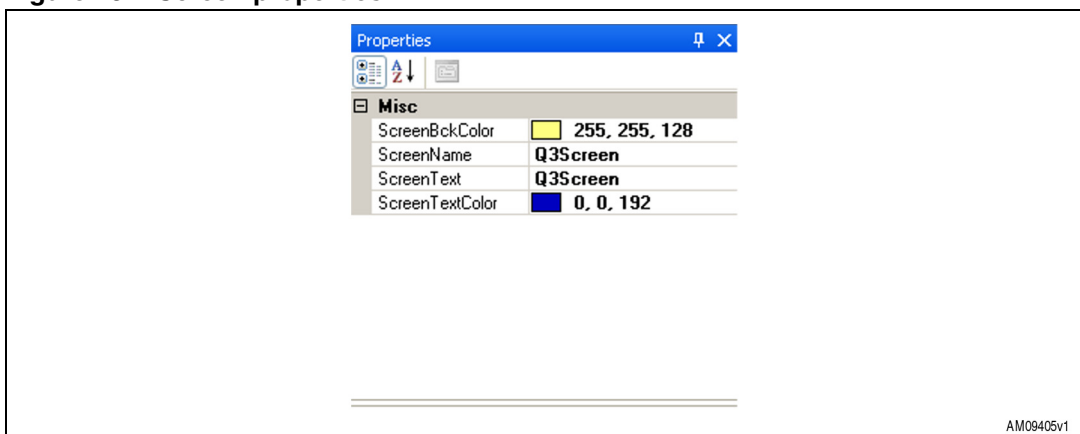 Properties
Misc
ScreenBckColor 255, 255, 128
ScreenName Q3Screen
ScreenText Q3Screen
ScreenTextColor 0, 0, 192
AM09405v1